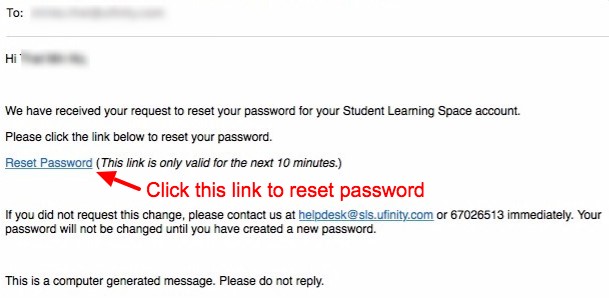 To:
Hi
We have received your request to reset your password for your Student Learning Space account.
Please click the link below to reset your password.
Reset Password (This link is only valid for the next 10 minutes.)
Click this link to reset password
If you did not request this change, please contact us at helpdesk@sls.ufinity.com or 67026513 immediately. Your
password will not be changed until you have created a new password.
This is a computer generated message. Please do not reply.